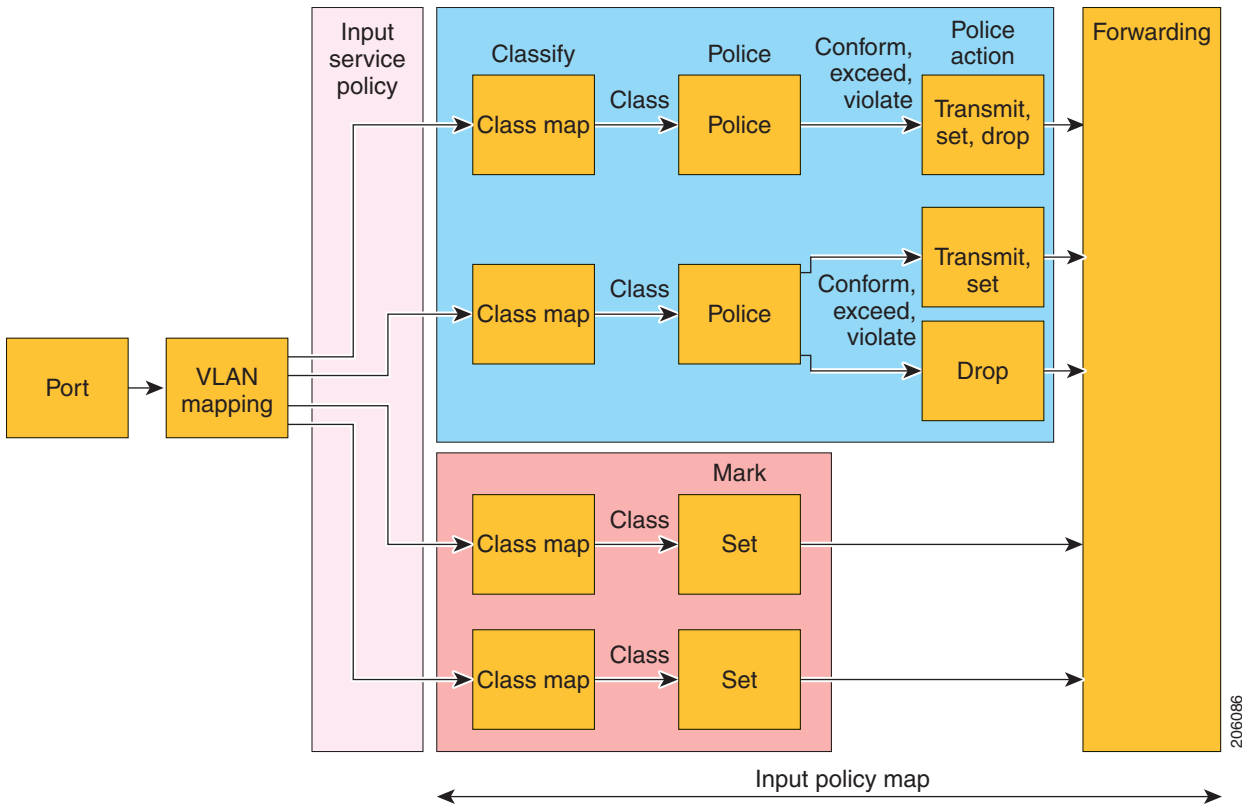 Input
service
policy
Classify
Police
Conform,
exceed,
violate
Police
action
Forwarding
Class map
Class
Police
Transmit,
set, drop
Class map
Class
Police
Conform,
exceed,
violate
Transmit,
set
Drop
Port
VLAN
mapping
Mark
Class map
Class
Set
Class map
Class
Set
Input policy map
206086